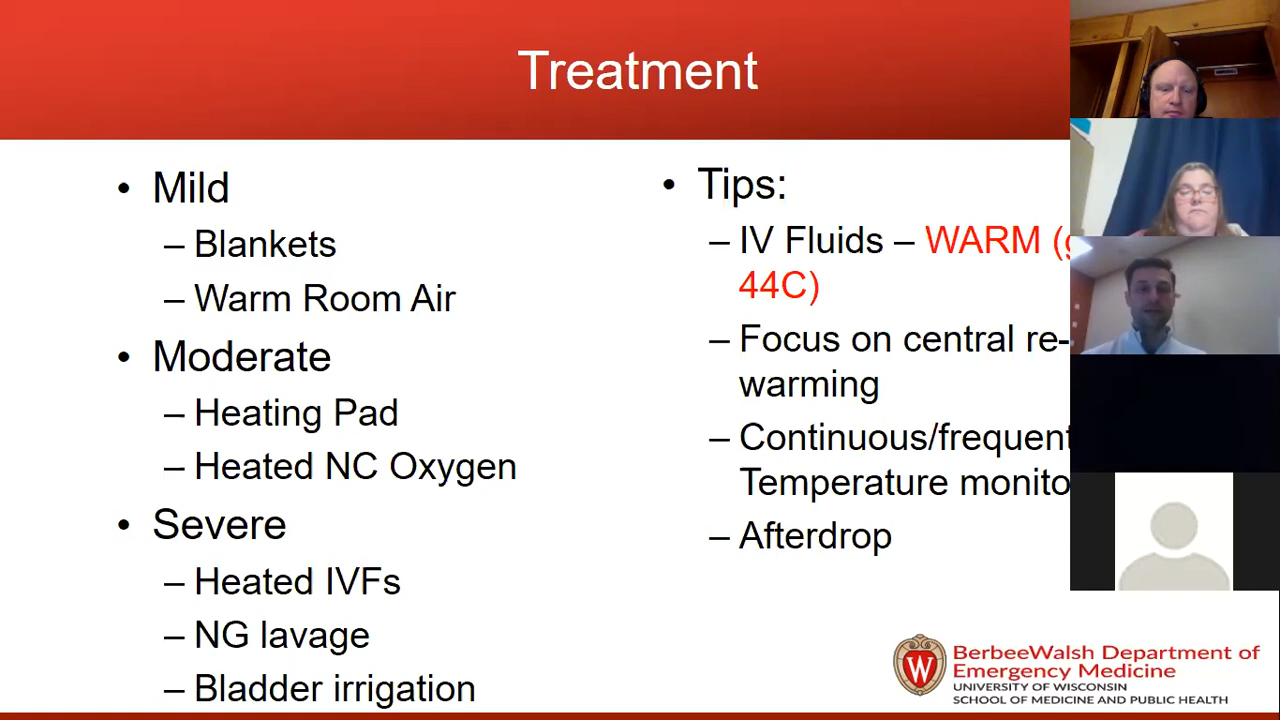 Treatment
• Mild
– Blankets
– Warm Room Air
• Moderate
– Heating Pad
– Heated NC Oxygen
• Severe
– Heated IVFs
– NG lavage
– Bladder irrigation
• Tips:
– IV Fluids – WARM (
44C)
– Focus on central re-
warming
– Continuous/frequent
Temperature
– Afterdrop
W
BerbeeWalsh Department of
Emergency Medicine
UNIVERSITY OF WISCONSIN
SCHOOL OF MEDICINE AND PUBLIC HEALTH